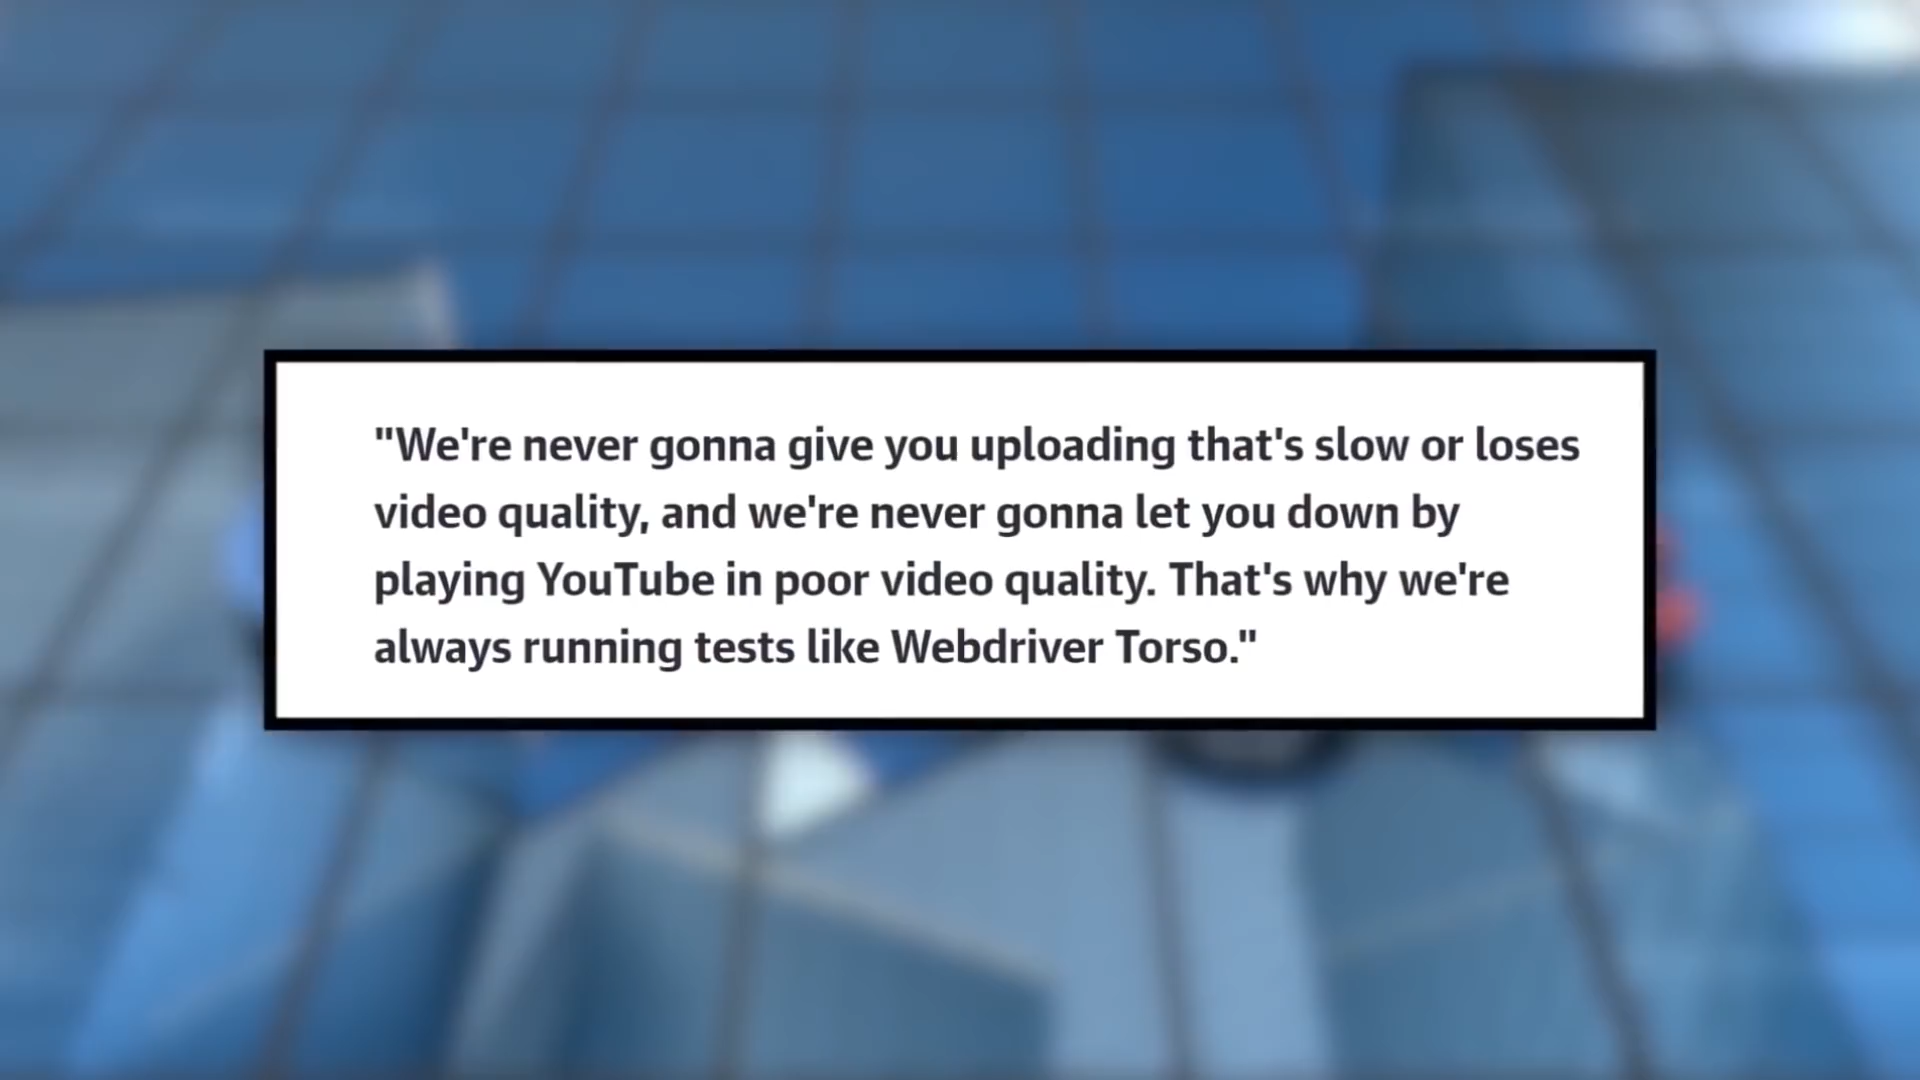 "We're never gonna give you uploading that's slow or loses
video quality, and we're never gonna let you down by
playing YouTube in poor video quality. That's why we're
always running tests like Webdriver Torso."